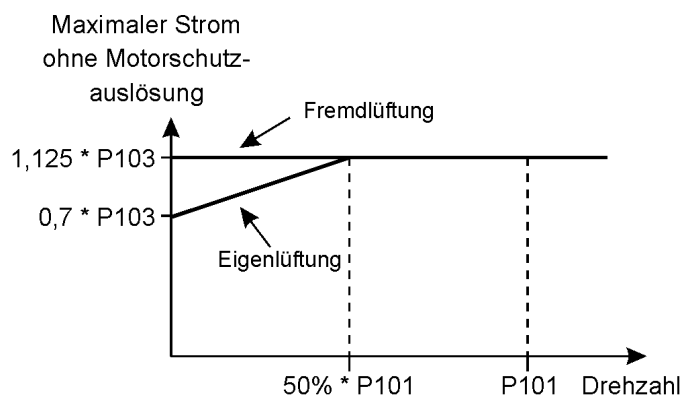 Maximaler Strom
ohne Motorschutz-
auslösung
Fremdlüftung
1,125 * P103
0,7 * P103
Eigenlüftung
50% * P101
P101
Drehzahl